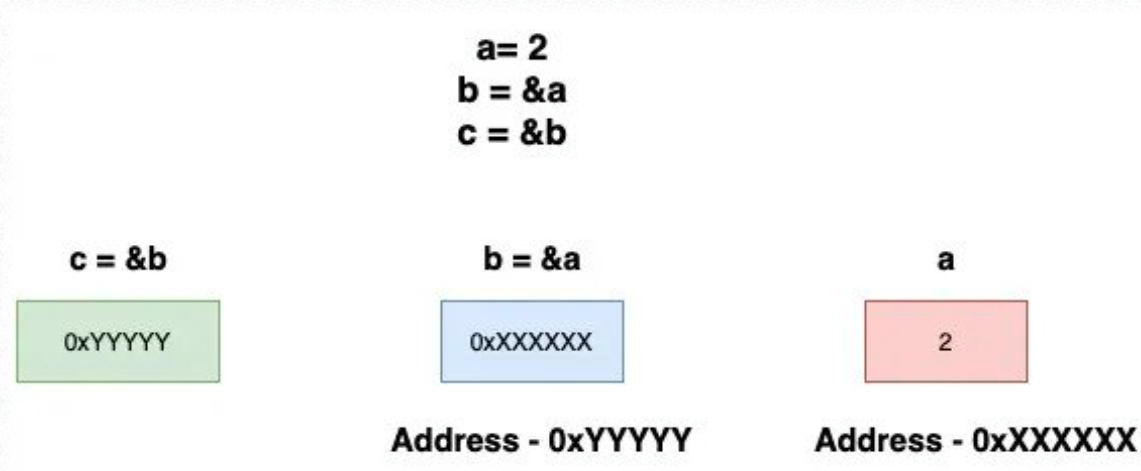 a= 2
b = &a
c = &b
c = &b
b = &a
a
0xYYYYY
0xXXXXXX
2
Address - 0xYYYYY
Address - 0xXXXXXX